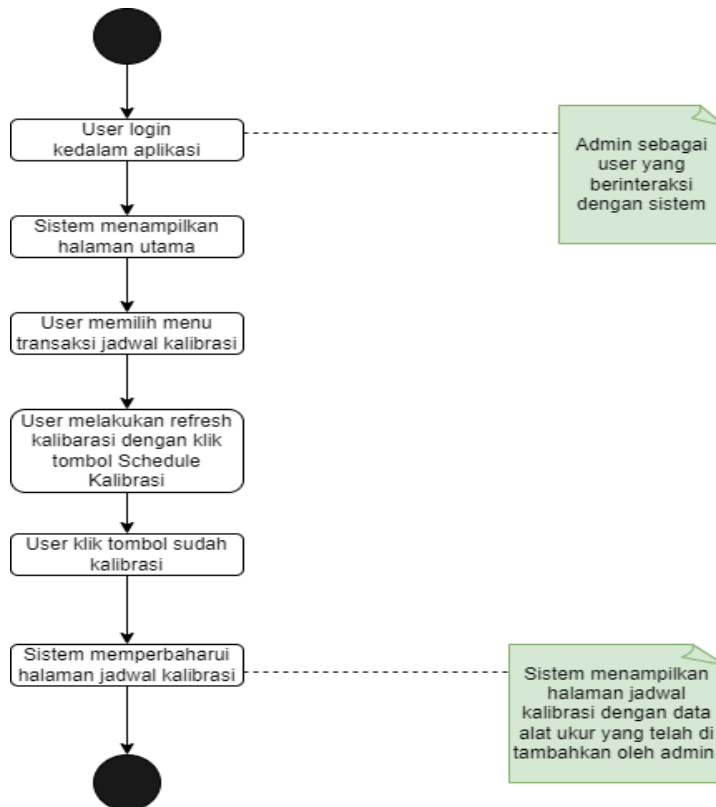 User login
kedalam aplikasi
Admin sebagai
user yang
berinteraksi
dengan sistem
Sistem menampilkan
halaman utama
User memilih menu
transaksi jadwal kalibrasi
User melakukan refresh
kalibarasi dengan klik
tombol Schedule
Kalibrasi
User klik tombol sudah
kalibrasi
Sistem memperbaharui
halaman jadwal kalibrasi
Sistem menampilkan
halaman jadwal
kalibrasi dengan data
alat ukur yang telah di
tambahkan oleh admin